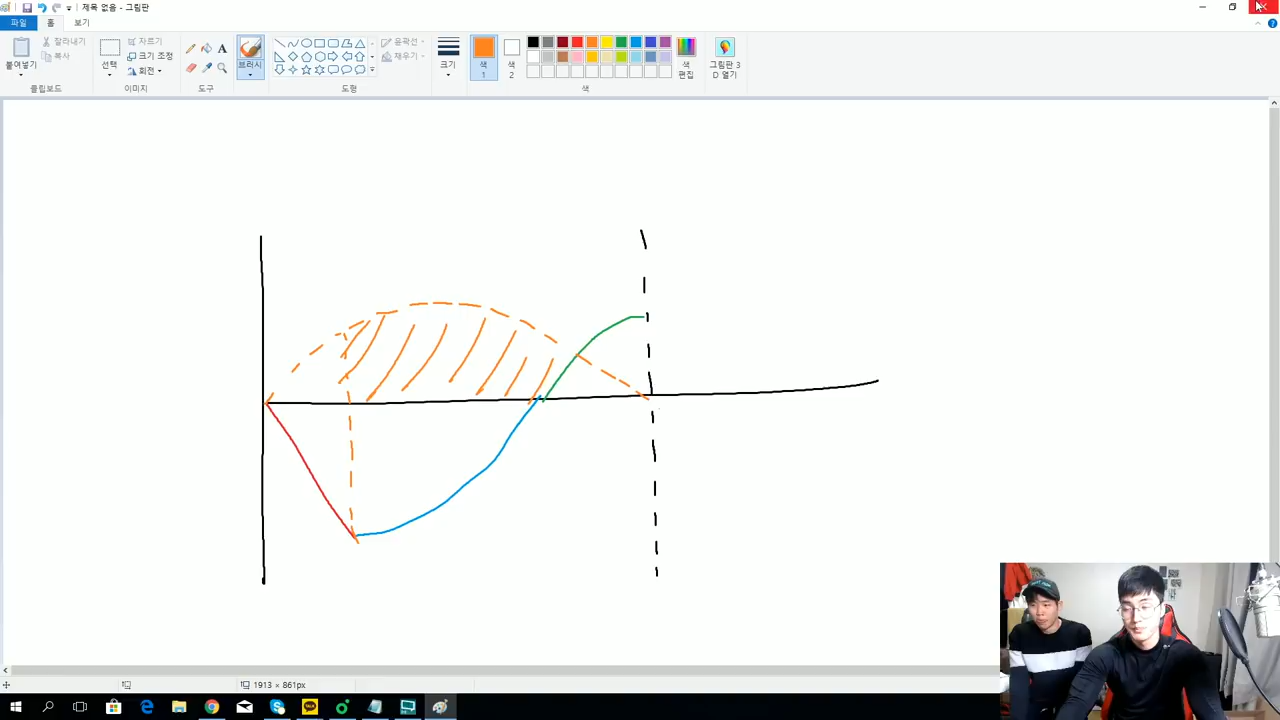 제목 없음 - 그림판
파일 홈 보기
붙여넣기 잘라내기 복사 선택 자르기 크기 조정 회전 A 브러시 윤곽선 채우기 크기 색 1 색 2 색 편집 그림판 3D 열기
클립보드 이미지 도구 도형 색
1913 × 861px